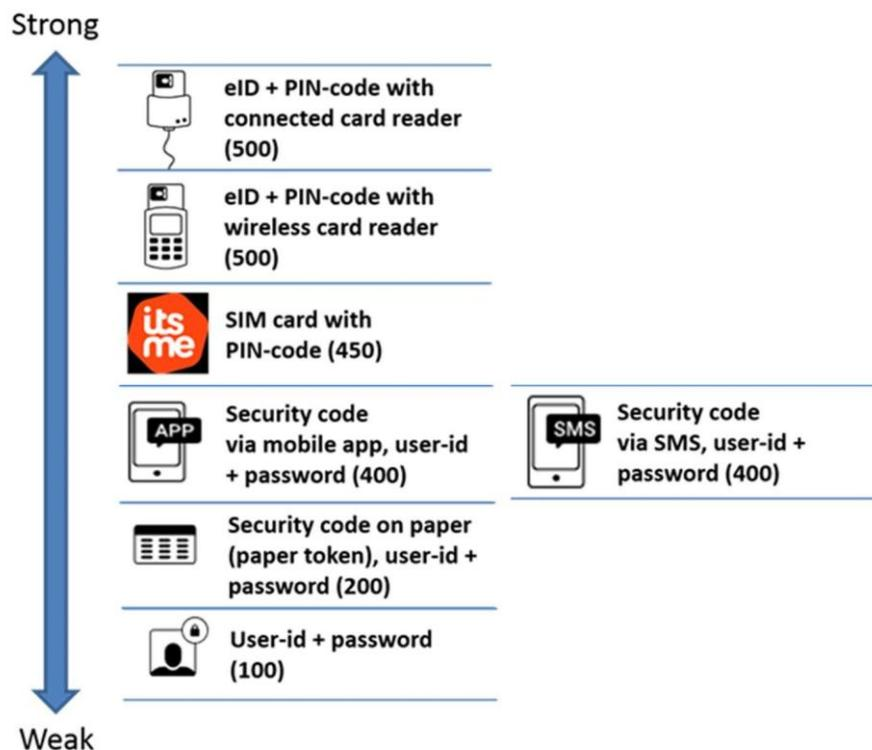 Strong
eID + PIN-code with
connected card reader
(500)
eID + PIN-code with
wireless card reader
(500)
itsme
SIM card with
PIN-code (450)
APP
Security code
via mobile app, user-id
+ password (400)
SMS
Security code
via SMS, user-id +
password (400)
Security code on paper
(paper token), user-id +
password (200)
User-id + password
(100)
Weak